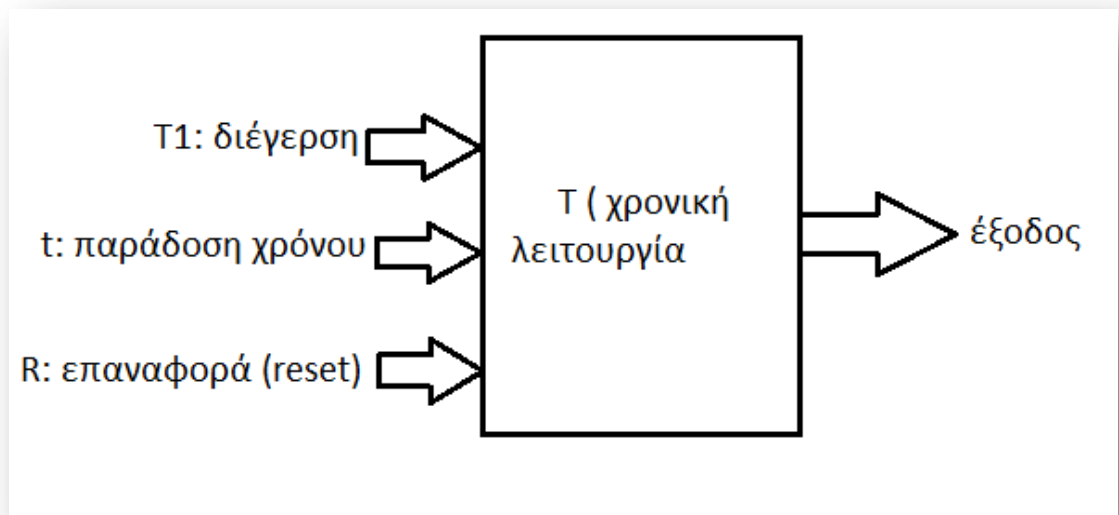 T1: διέγερση
t: παράδοση χρόνου
R: επαναφορά (reset)
T ( χρονική
λειτουργία
έξοδος